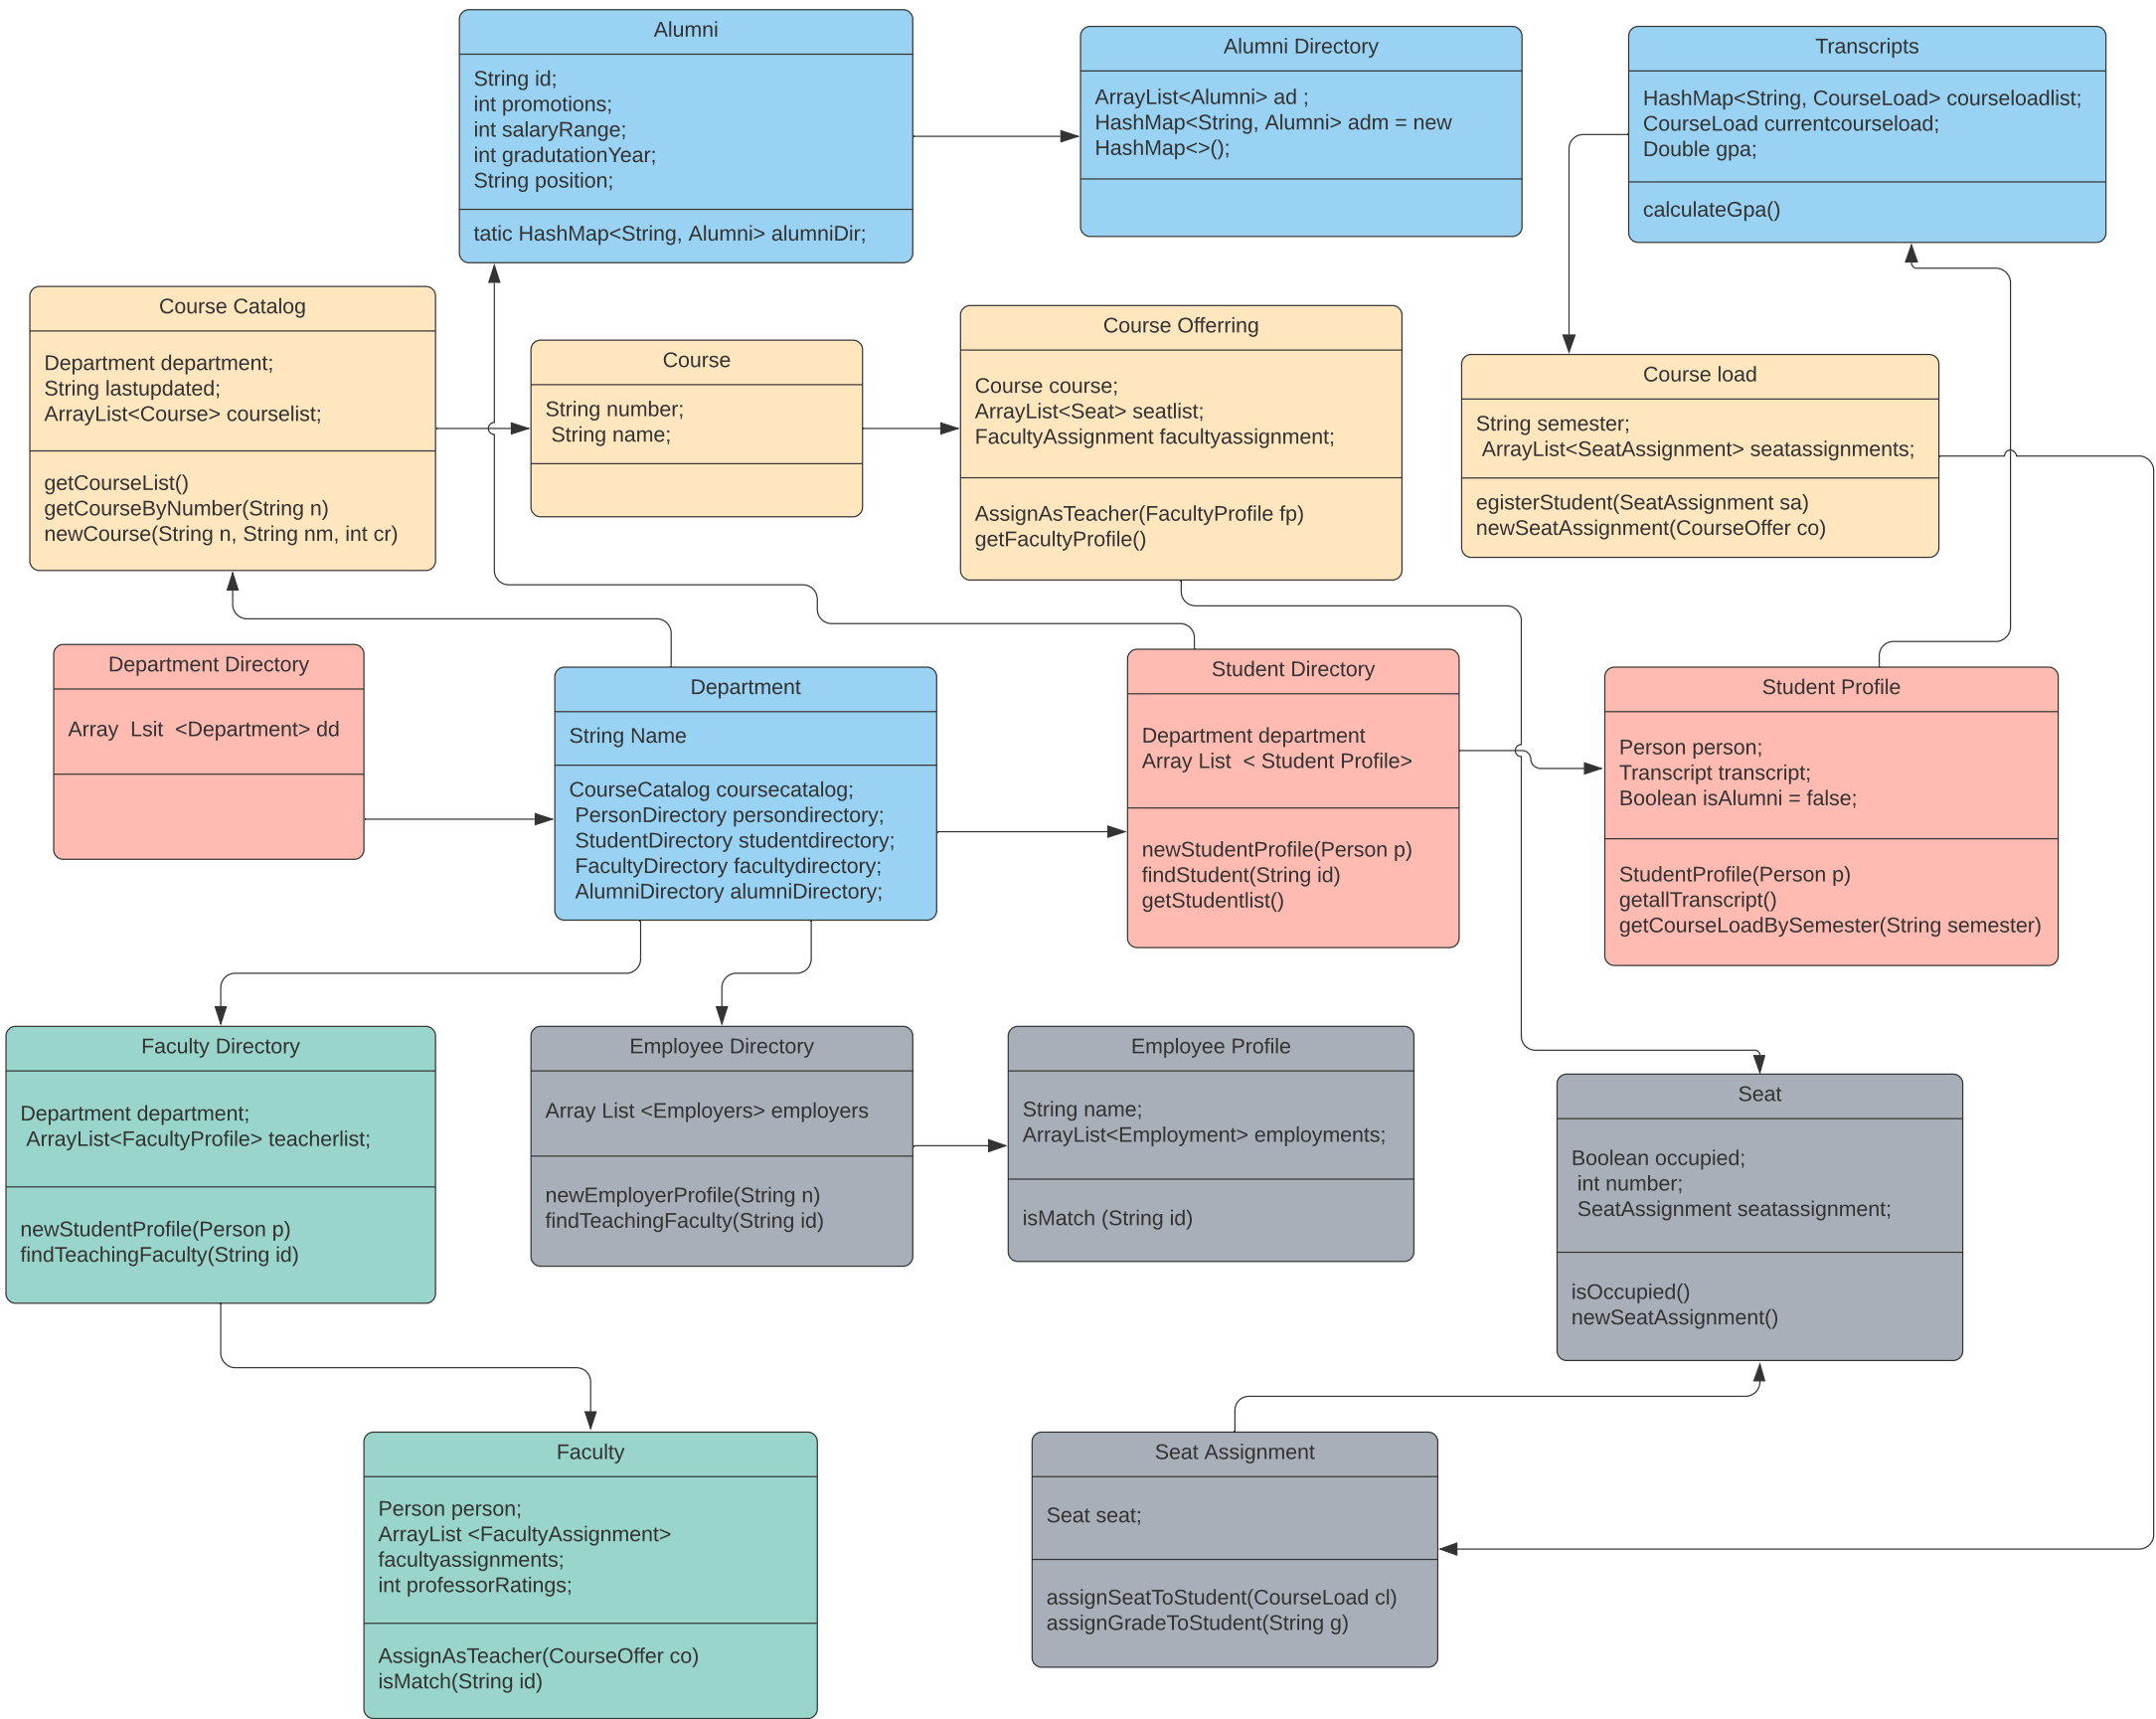 Alumni
String id;
int promotions;
int salaryRange;
int gradutationYear;
String position;
tatic HashMap<String, Alumni> alumniDir;
Alumni Directory
ArrayList<Alumni> ad ;
HashMap<String, Alumni> adm = new
HashMap<>();
Transcripts
HashMap<String, CourseLoad> courseloadlist;
CourseLoad currentcourseload;
Double gpa;
calculateGpa()
Course Catalog
Department department;
String lastupdated;
ArrayList<Course> courselist;
getCourseList()
getCourseByNumber(String n)
newCourse(String n, String nm, int cr)
Course
String number;
String name;
Course Offerring
Course course;
ArrayList<Seat> seatlist;
FacultyAssignment facultyassignment;
AssignAsTeacher(FacultyProfile fp)
getFacultyProfile()
Course load
String semester;
ArrayList<SeatAssignment> seatassignments;
egisterStudent(SeatAssignment sa)
newSeatAssignment(CourseOffer co)
Department Directory
Array  Lsit  <Department> dd
Department
String Name
CourseCatalog coursecatalog;
PersonDirectory persondirectory;
StudentDirectory studentdirectory;
FacultyDirectory facultydirectory;
AlumniDirectory alumniDirectory;
Student Directory
Department department
Array List  < Student Profile>
newStudentProfile(Person p)
findStudent(String id)
getStudentlist()
Student Profile
Person person;
Transcript transcript;
Boolean isAlumni = false;
StudentProfile(Person p)
getallTranscript()
getCourseLoadBySemester(String semester)
Faculty Directory
Department department;
ArrayList<FacultyProfile> teacherlist;
newStudentProfile(Person p)
findTeachingFaculty(String id)
Employee Directory
Array List <Employers> employers
newEmployerProfile(String n)
findTeachingFaculty(String id)
Employee Profile
String name;
ArrayList<Employment> employments;
isMatch (String id)
Seat
Boolean occupied;
int number;
SeatAssignment seatassignment;
isOccupied()
newSeatAssignment()
Faculty
Person person;
ArrayList <FacultyAssignment>
facultyassignments;
int professorRatings;
AssignAsTeacher(CourseOffer co)
isMatch(String id)
Seat Assignment
Seat seat;
assignSeatToStudent(CourseLoad cl)
assignGradeToStudent(String g)